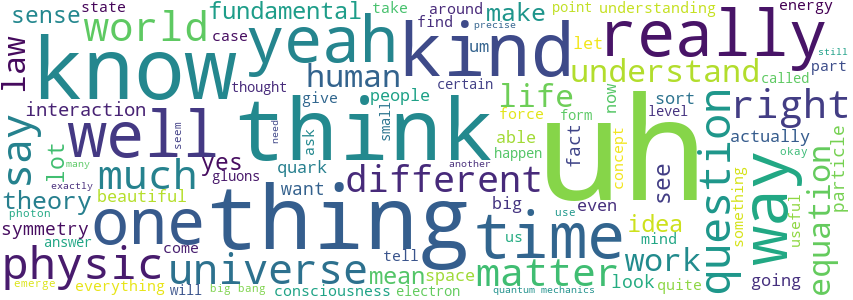 sense state fundamental take around make point understanding energy
world case find precise let still
law know yeah kind really
human um understand part
thought certain called
interaction give people life sort now
well think uh right
say lot yes ask small able force form level
much quark seem need happen fact concept see actually
theory gluons want different question particle
beautiful many another okay
one thing big even idea way equation
photon exactly time us use mind something useful
symmetry answer come tell work
physic universe mean space matter look quite going
emerge everything will big bang consciousness electron quantum mechanics